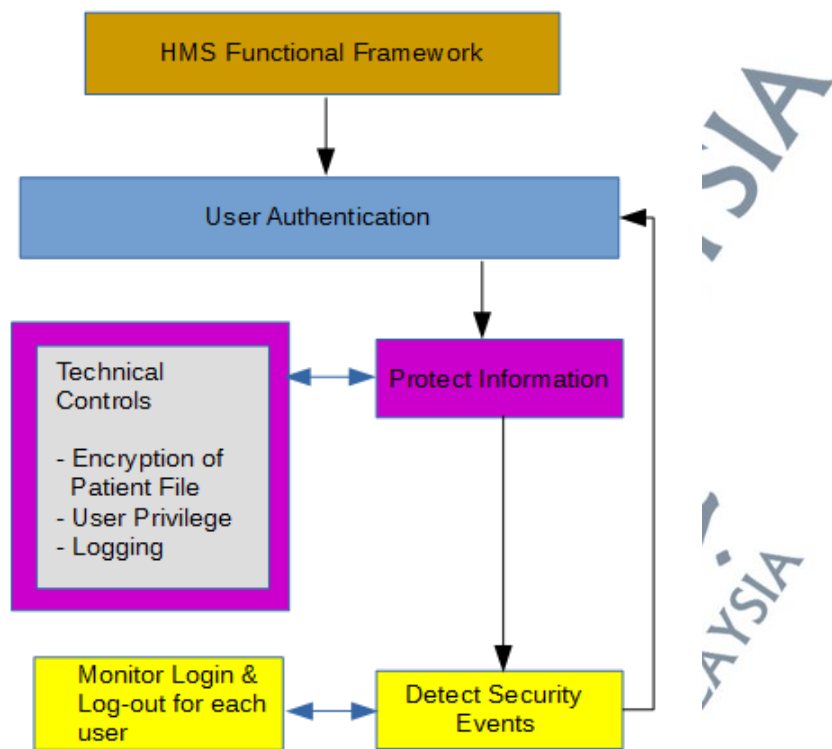 HMS Functional Framework
User Authentication
Technical
Controls
- Encryption of
Patient File
- User Privilege
- Logging
Protect Information
Monitor Login &
Log-out for each
user
Detect Security
Events